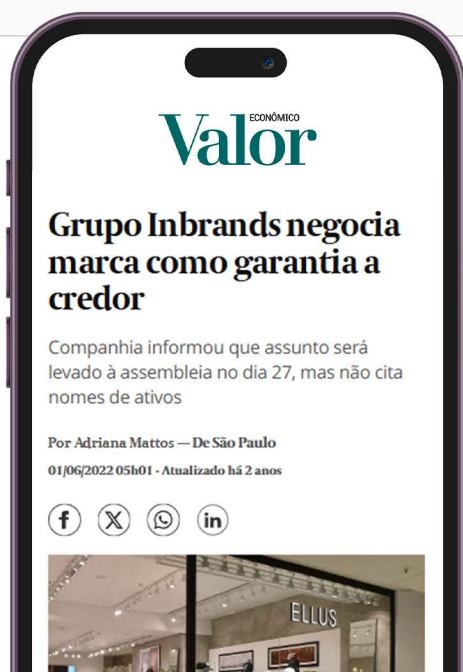 ECONÔMICO
Valor
Grupo Inbrands negocia
marca como garantia a
credor
Companhia informou que assunto será
levado à assembleia no dia 27, mas não cita
nomes de ativos
Por Adriana Mattos — De São Paulo
01/06/2022 05h01 · Atualizado há 2 anos
f X in
ELLUS